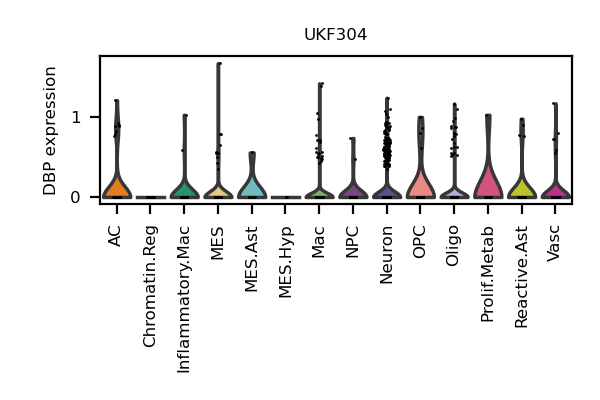 UKF304
DBP expression
1
0
AC
Chromatin.Reg
Inflammatory.Mac
MES
MES.Ast
MES.Hyp
Mac
NPC
Neuron
OPC
Oligo
Prolif.Metab
Reactive.Ast
Vasc